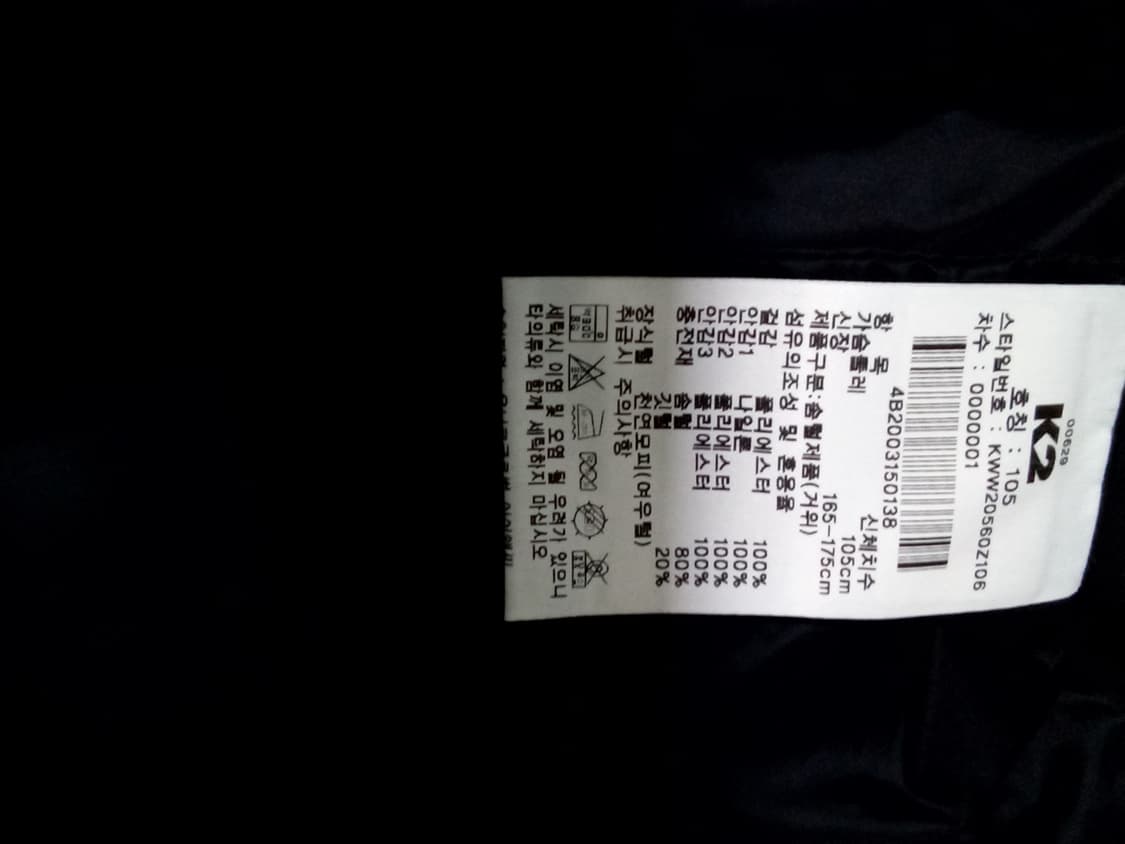 00629
K2
호칭 : 105
스타일번호 : KWW20560Z106
차수 : 00000001
4B2003150138
항 목 신체치수
가슴둘레 105cm
신장 165-175cm
제품구분:솜털제품(거위)
섬유의조성 및 혼용율
겉감 폴리에스터 100%
안감1 나일론 100%
안감2 폴리에스터 100%
안감3 폴리에스터 100%
충전재 솜털 80%
깃털 20%
장식털 천연모피(여우털)
취급시 주의사항
세탁시 이염 및 오염 될 우려가 있으니
타의류와 함께 세탁하지 마십시오